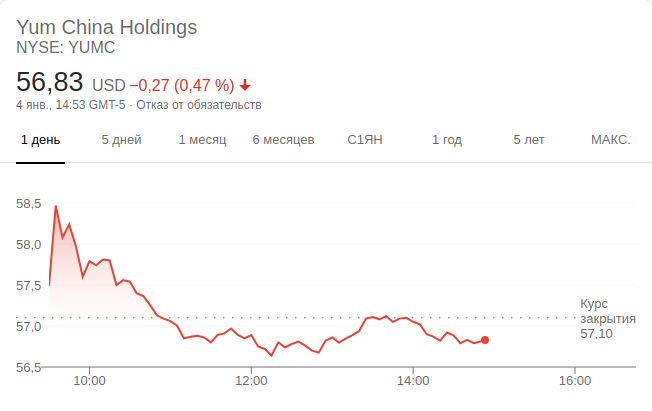 Yum China Holdings
NYSE: YUMC
56,83 USD −0,27 (0,47 %)
4 янв., 14:53 GMT-5 · Отказ от обязательств
1 день 5 дней 1 месяц 6 месяцев С1ЯН 1 год 5 лет МАКС.
58,5
58,0
57,5
57,0
56,5
Курс
закрытия
57,10
10:00 12:00 14:00 16:00